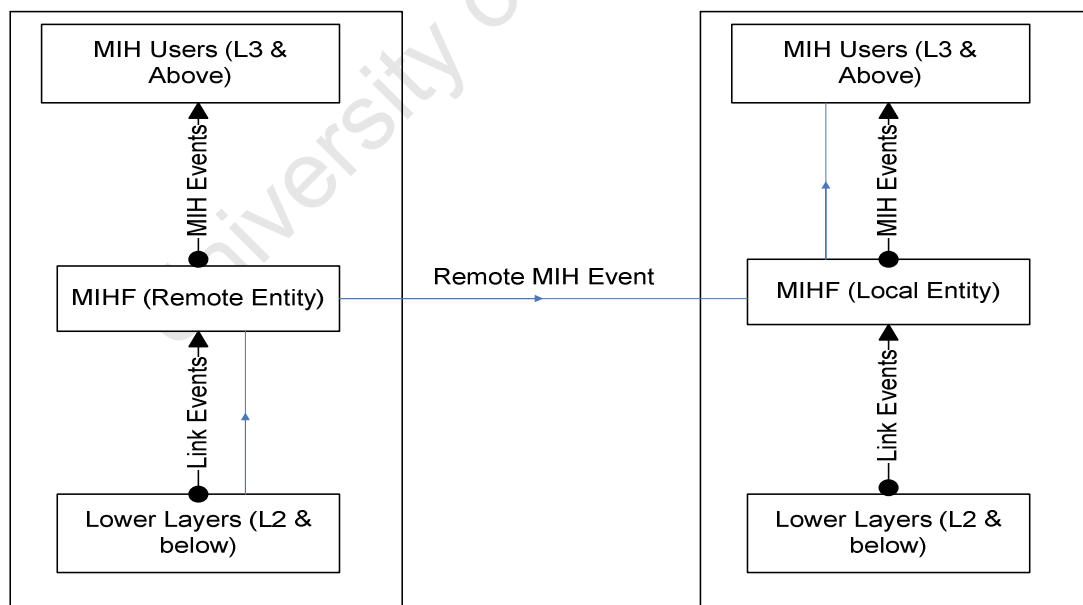 MIH Users (L3 &
Above)
MIH Events
MIHF (Remote Entity)
Link Events
Lower Layers (L2 &
below)
Remote MIH Event
MIH Users (L3 &
Above)
MIH Events
MIHF (Local Entity)
Link Events
Lower Layers (L2 &
below)
University o